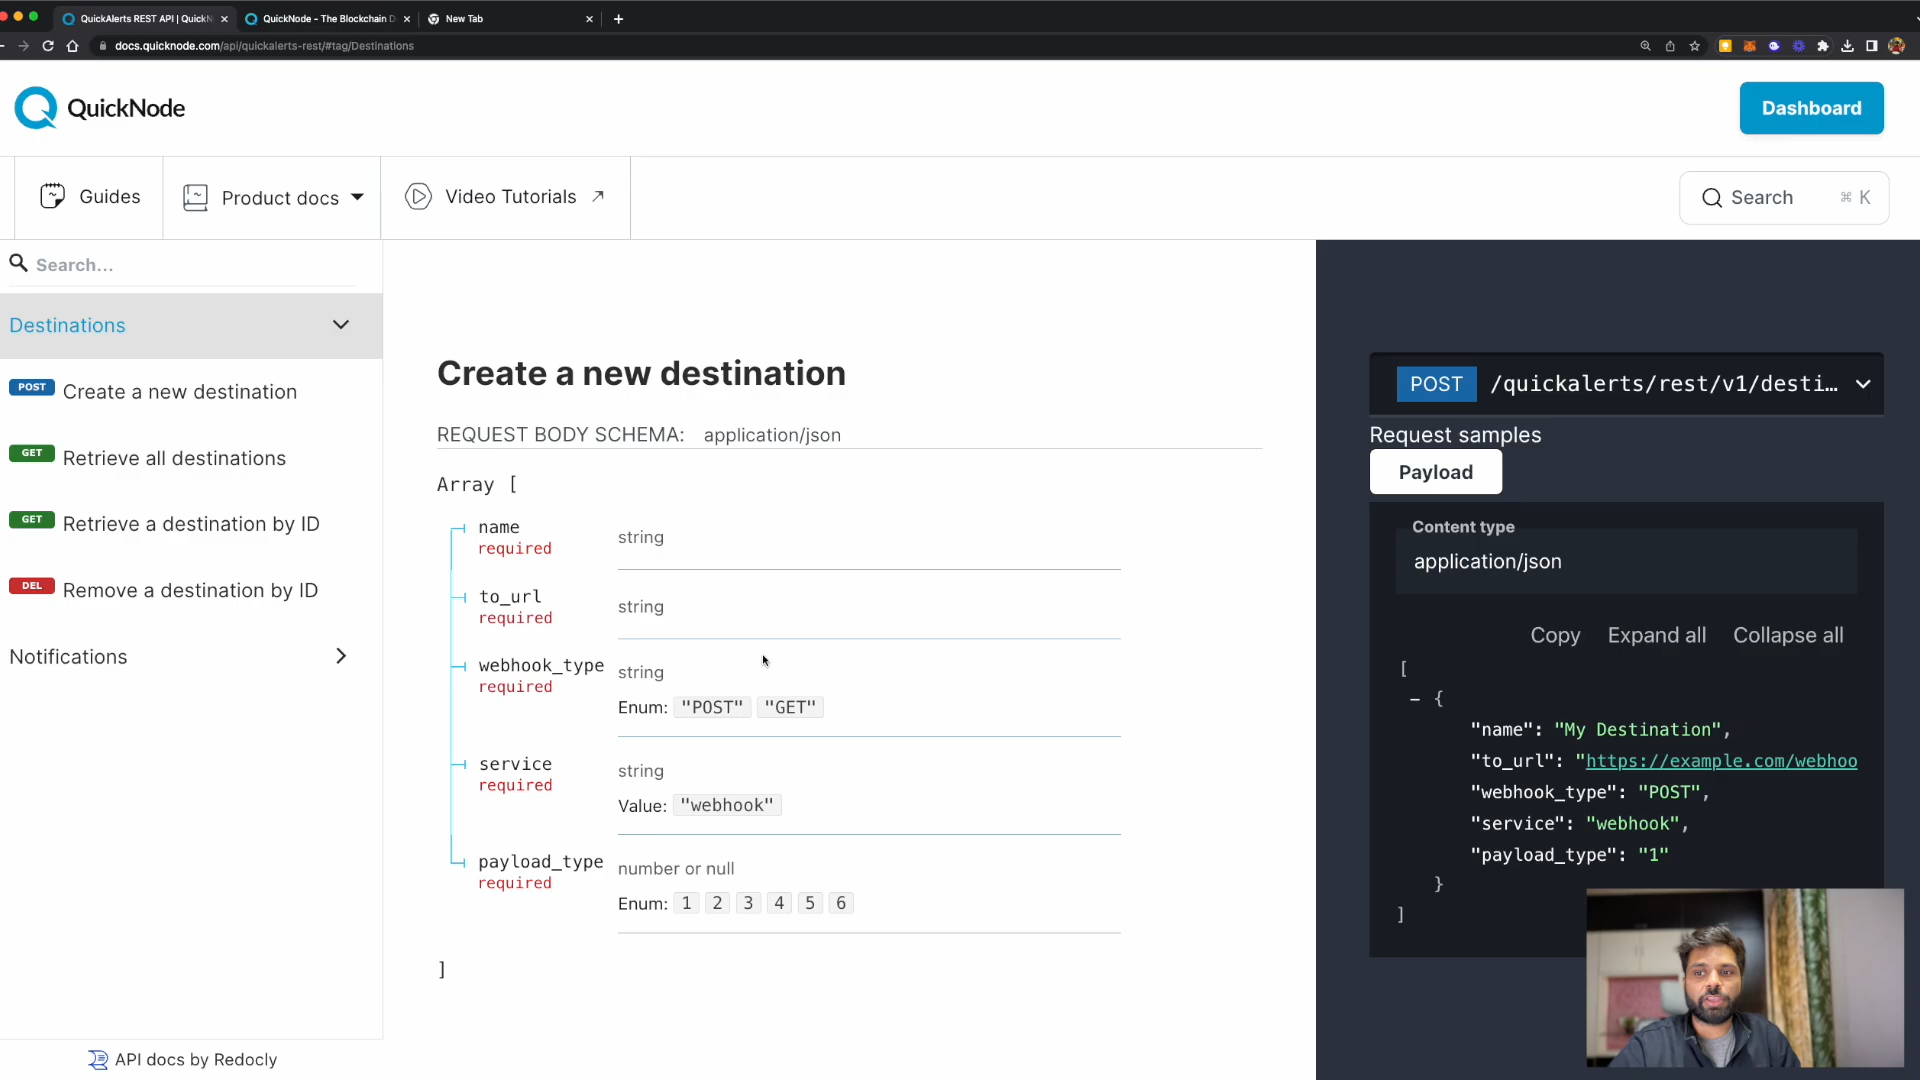 QuickAlerts REST API | QuickN
QuickNode - The Blockchain D
New Tab
docs.quicknode.com/api/quickalerts-rest/#tag/Destinations
QuickNode
Dashboard
Guides
Product docs
Video Tutorials
Search
⌘ K
Search...
Destinations
POST Create a new destination
GET Retrieve all destinations
GET Retrieve a destination by ID
DEL Remove a destination by ID
Notifications
API docs by Redocly
Create a new destination
REQUEST BODY SCHEMA: application/json
Array [
name
required
string
to_url
required
string
webhook_type
required
string
Enum: "POST" "GET"
service
required
string
Value: "webhook"
payload_type
required
number or null
Enum: 1 2 3 4 5 6
]
POST /quickalerts/rest/v1/desti…
Request samples
Payload
Content type
application/json
Copy Expand all Collapse all
[
– {
"name": "My Destination",
"to_url": "https://example.com/webhoo
"webhook_type": "POST",
"service": "webhook",
"payload_type": "1"
}
]